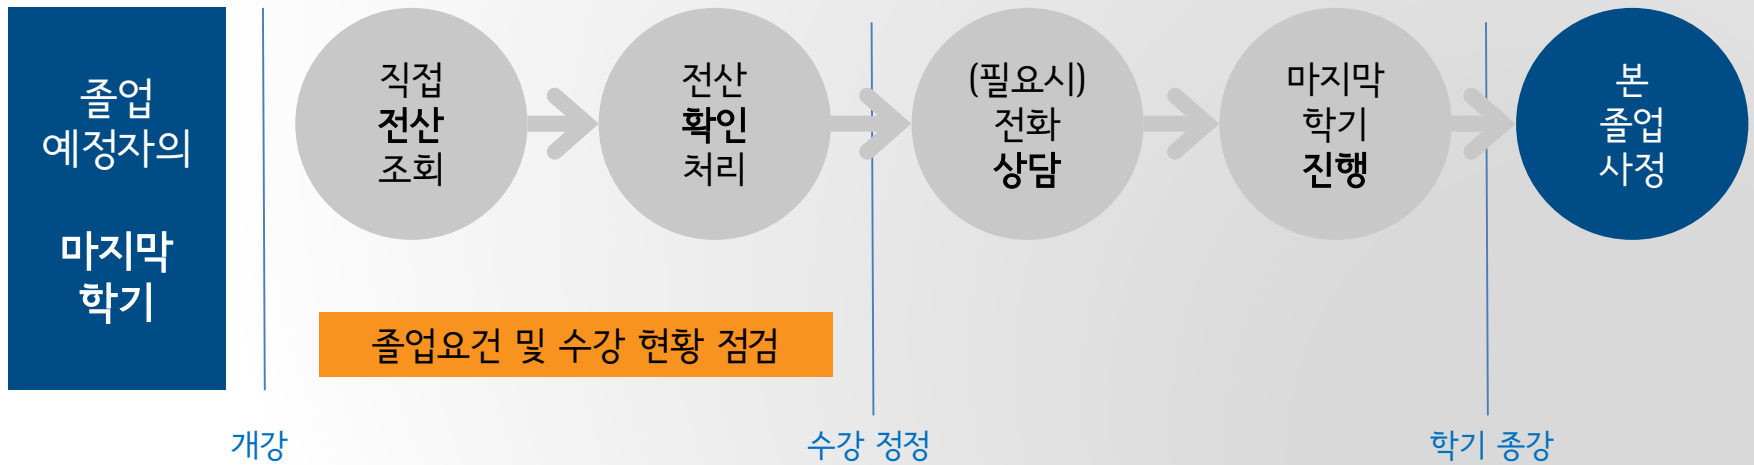 졸업
예정자의
마지막
학기
직접
전산
조회
전산
확인
처리
(필요시)
전화
상담
마지막
학기
진행
본
졸업
사정
졸업요건 및 수강 현황 점검
개강
수강 정정
학기 종강